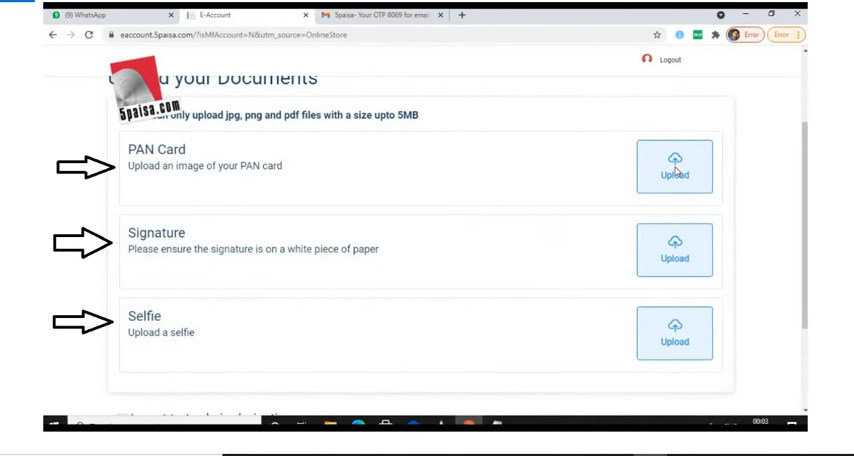 (9) WhatsApp
E-Account
5paisa- Your OTP 8069 for emai
eaccount.5paisa.com/?isMfAccount=N&utm_source=OnlineStore
Error
Error
Logout
your Documents
5paisa.com
only upload jpg, png and pdf files with a size upto 5MB
PAN Card
Upload an image of your PAN card
Upload
Signature
Please ensure the signature is on a white piece of paper
Upload
Selfie
Upload a selfie
Upload
00:03